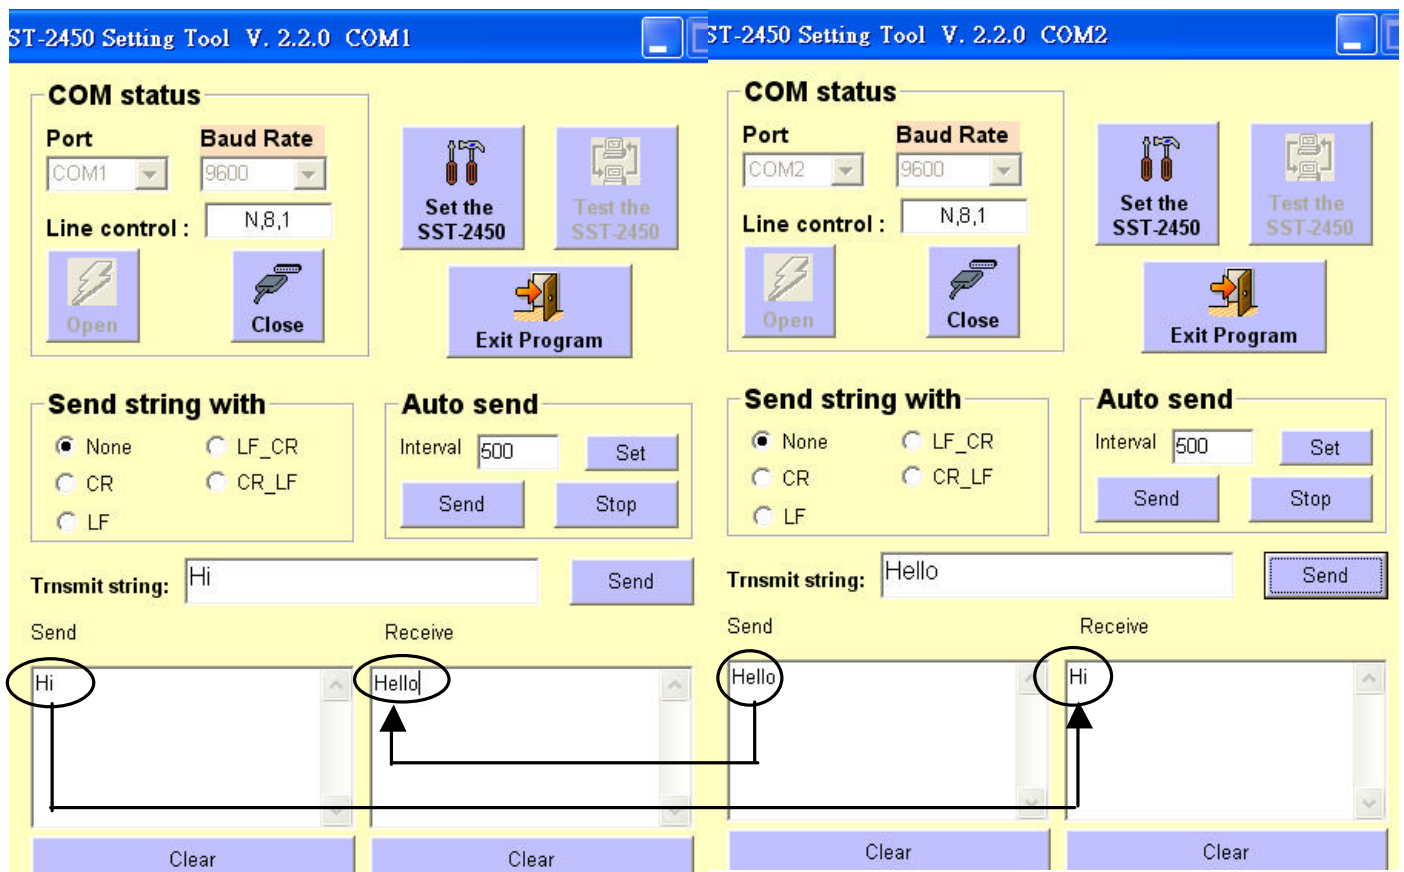 ST-2450 Setting Tool V. 2.2.0 COM1
COM status
Port Baud Rate
COM1 9600
Line control : N,8,1
Open Close
Set the SST-2450
Test the SST-2450
Exit Program
Send string with
None LF_CR
CR CR_LF
LF
Auto send
Interval 500 Set
Send Stop
Trnsmit string: Hi Send
Send Receive
Hi Hello
Clear Clear
ST-2450 Setting Tool V. 2.2.0 COM2
COM status
Port Baud Rate
COM2 9600
Line control : N,8,1
Open Close
Set the SST-2450
Test the SST-2450
Exit Program
Send string with
None LF_CR
CR CR_LF
LF
Auto send
Interval 500 Set
Send Stop
Trnsmit string: Hello Send
Send Receive
Hello Hi
Clear Clear